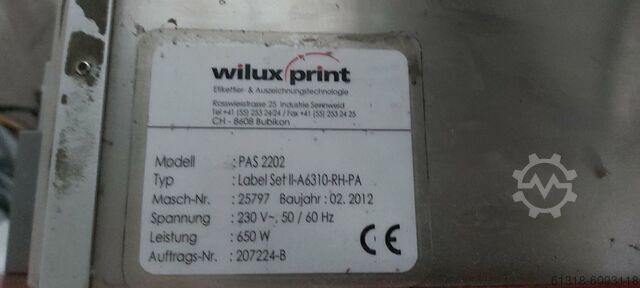 wilux print
Etikettier- & Auszeichnungstechnologie
Rosswiesstrasse 25 Industrie Sennweid
Tel +41 (55) 253 24 24 / Fax +41 (55) 253 24 25
CH - 8608 Bubikon
Modell : PAS 2202
Typ : Label Set II-A6310-RH-PA
Masch-Nr. : 25797 Baujahr : 02. 2012
Spannung : 230 V~, 50 / 60 Hz
Leistung : 650 W
Auftrags-Nr. : 207224-B
CE
61318-6093118